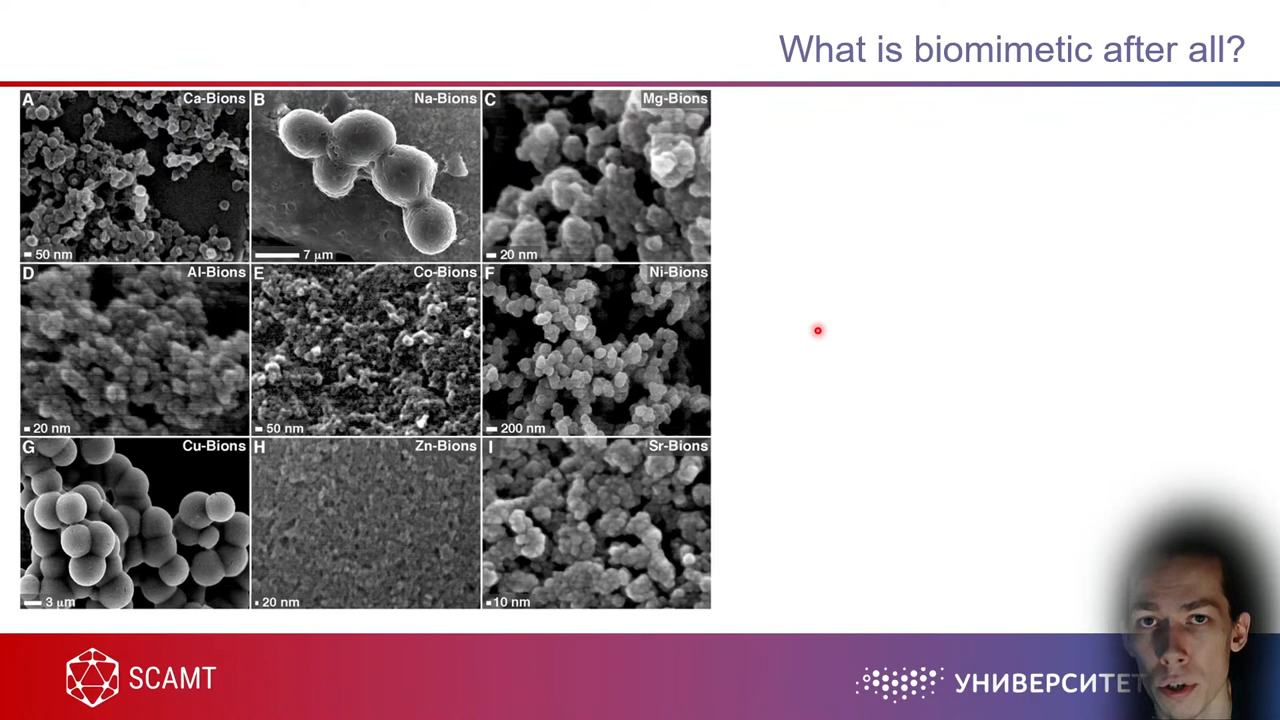 What is biomimetic after all?
A Ca-Bions
50 nm
B Na-Bions
7 μm
C Mg-Bions
20 nm
D Al-Bions
20 nm
E Co-Bions
50 nm
F Ni-Bions
200 nm
G Cu-Bions
3 μm
H Zn-Bions
20 nm
I Sr-Bions
10 nm
SCAMT
УНИВЕРСИТЕТ